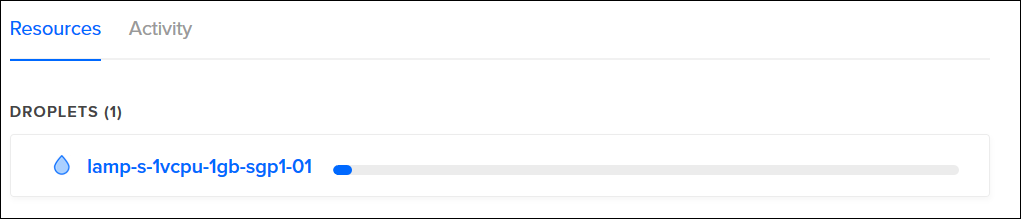 Resources Activity
DROPLETS (1)
lamp-s-1vcpu-1gb-sgp1-01